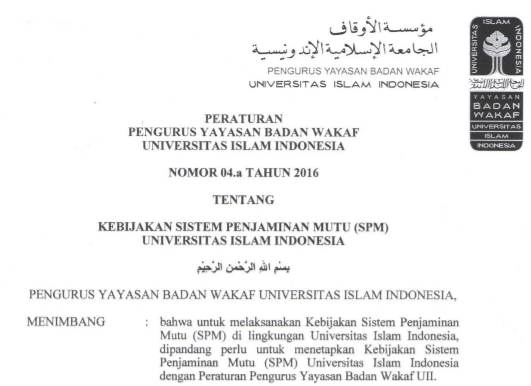 مؤسسة الأوقاف
الجامعة الإسلامية الإندونيسية
PENGURUS YAYASAN BADAN WAKAF
UNIVERSITAS ISLAM INDONESIA
ISLAM
UNIVERSITAS
INDONESIA
YAYASAN
BADAN
WAKAF
UNIVERSITAS
ISLAM
INDONESIA
PERATURAN
PENGURUS YAYASAN BADAN WAKAF
UNIVERSITAS ISLAM INDONESIA
NOMOR 04.a TAHUN 2016
TENTANG
KEBIJAKAN SISTEM PENJAMINAN MUTU (SPM)
UNIVERSITAS ISLAM INDONESIA
بِسْمِ اللهِ الرَّحْمنِ الرَّحِيْمِ
PENGURUS YAYASAN BADAN WAKAF UNIVERSITAS ISLAM INDONESIA,
MENIMBANG : bahwa untuk melaksanakan Kebijakan Sistem Penjaminan
Mutu (SPM) di lingkungan Universitas Islam Indonesia,
dipandang perlu untuk menetapkan Kebijakan Sistem
Penjaminan Mutu (SPM) Universitas Islam Indonesia
dengan Peraturan Pengurus Yayasan Badan Wakaf UII.